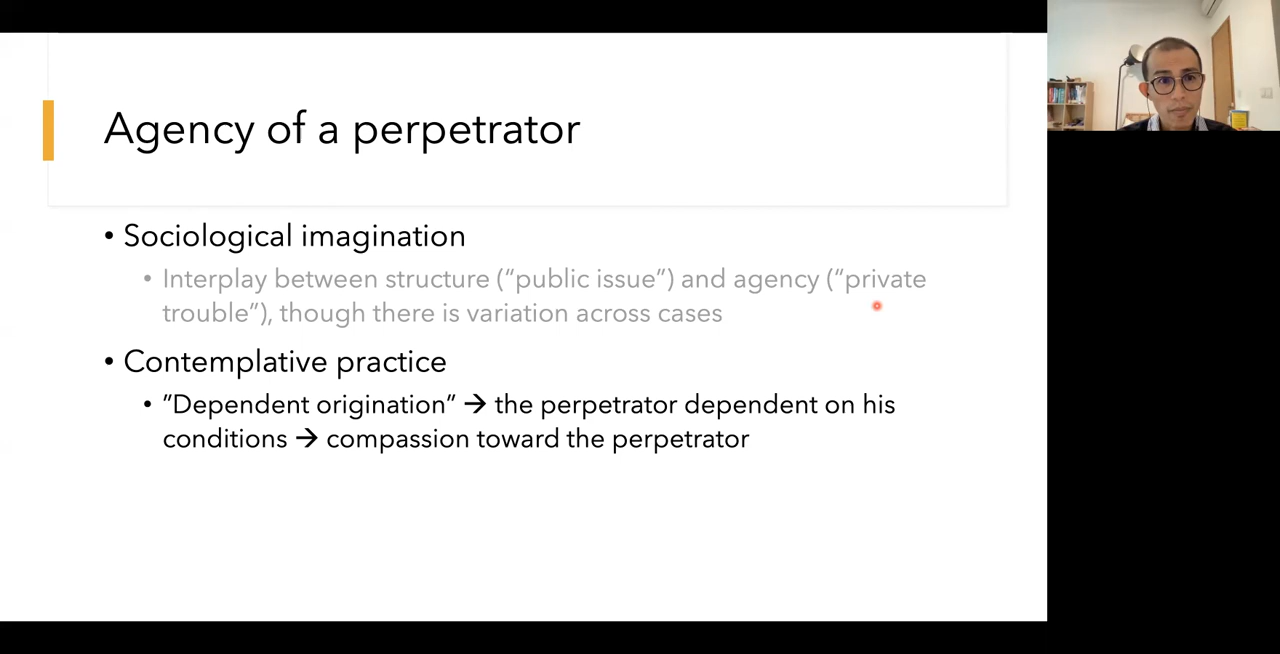 Agency of a perpetrator
• Sociological imagination
• Interplay between structure (“public issue”) and agency (“private
trouble”), though there is variation across cases
• Contemplative practice
• ”Dependent origination” → the perpetrator dependent on his
conditions → compassion toward the perpetrator